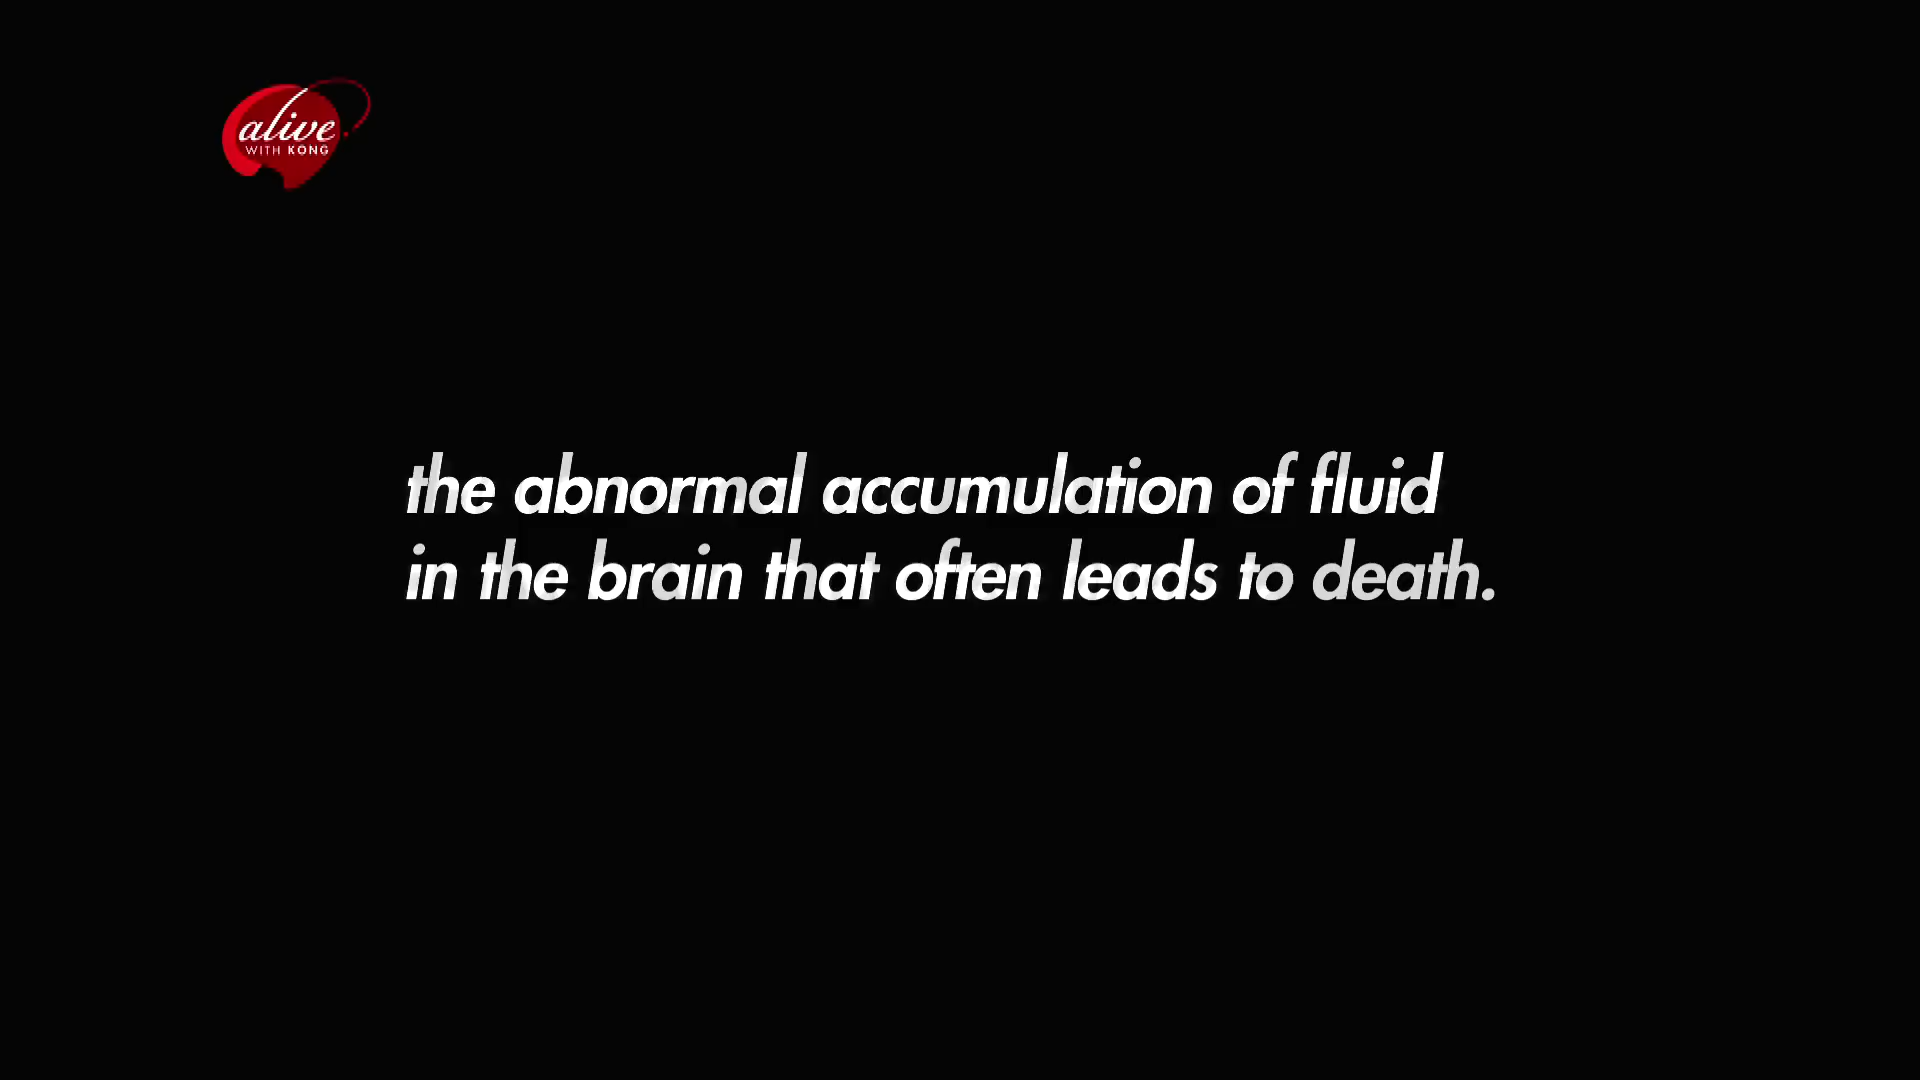 alive
WITH KONG
the abnormal accumulation of fluid
in the brain that often leads to death.